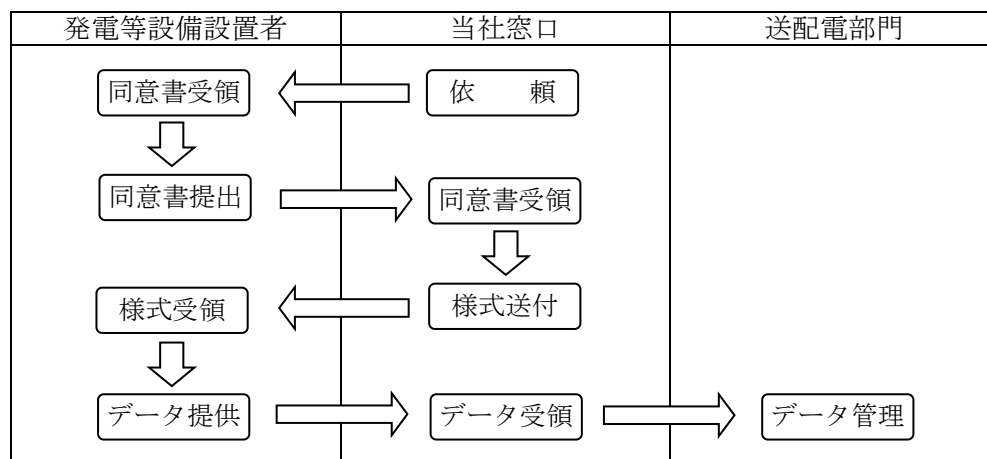 発電等設備設置者
当社窓口
送配電部門
同意書受領
依　頼
同意書提出
同意書受領
様式受領
様式送付
データ提供
データ受領
データ管理